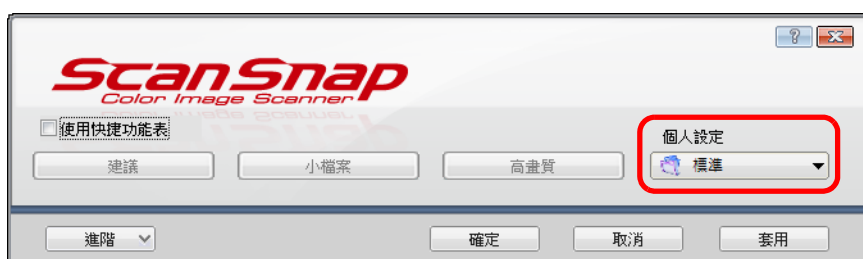 ScanSnap
Color Image Scanner
使用快捷功能表
個人設定
建議 小檔案 高畫質 標準
進階 確定 取消 套用